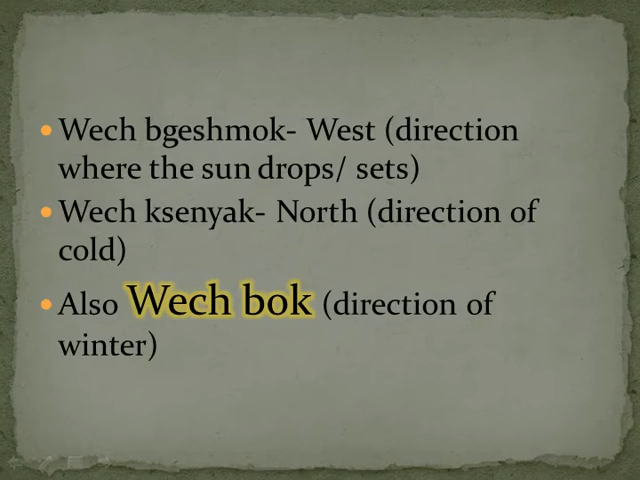 Wech bgeshmok- West (direction
where the sun drops/ sets)
Wech ksenyak- North (direction of
cold)
Also Wech bok (direction of
winter)